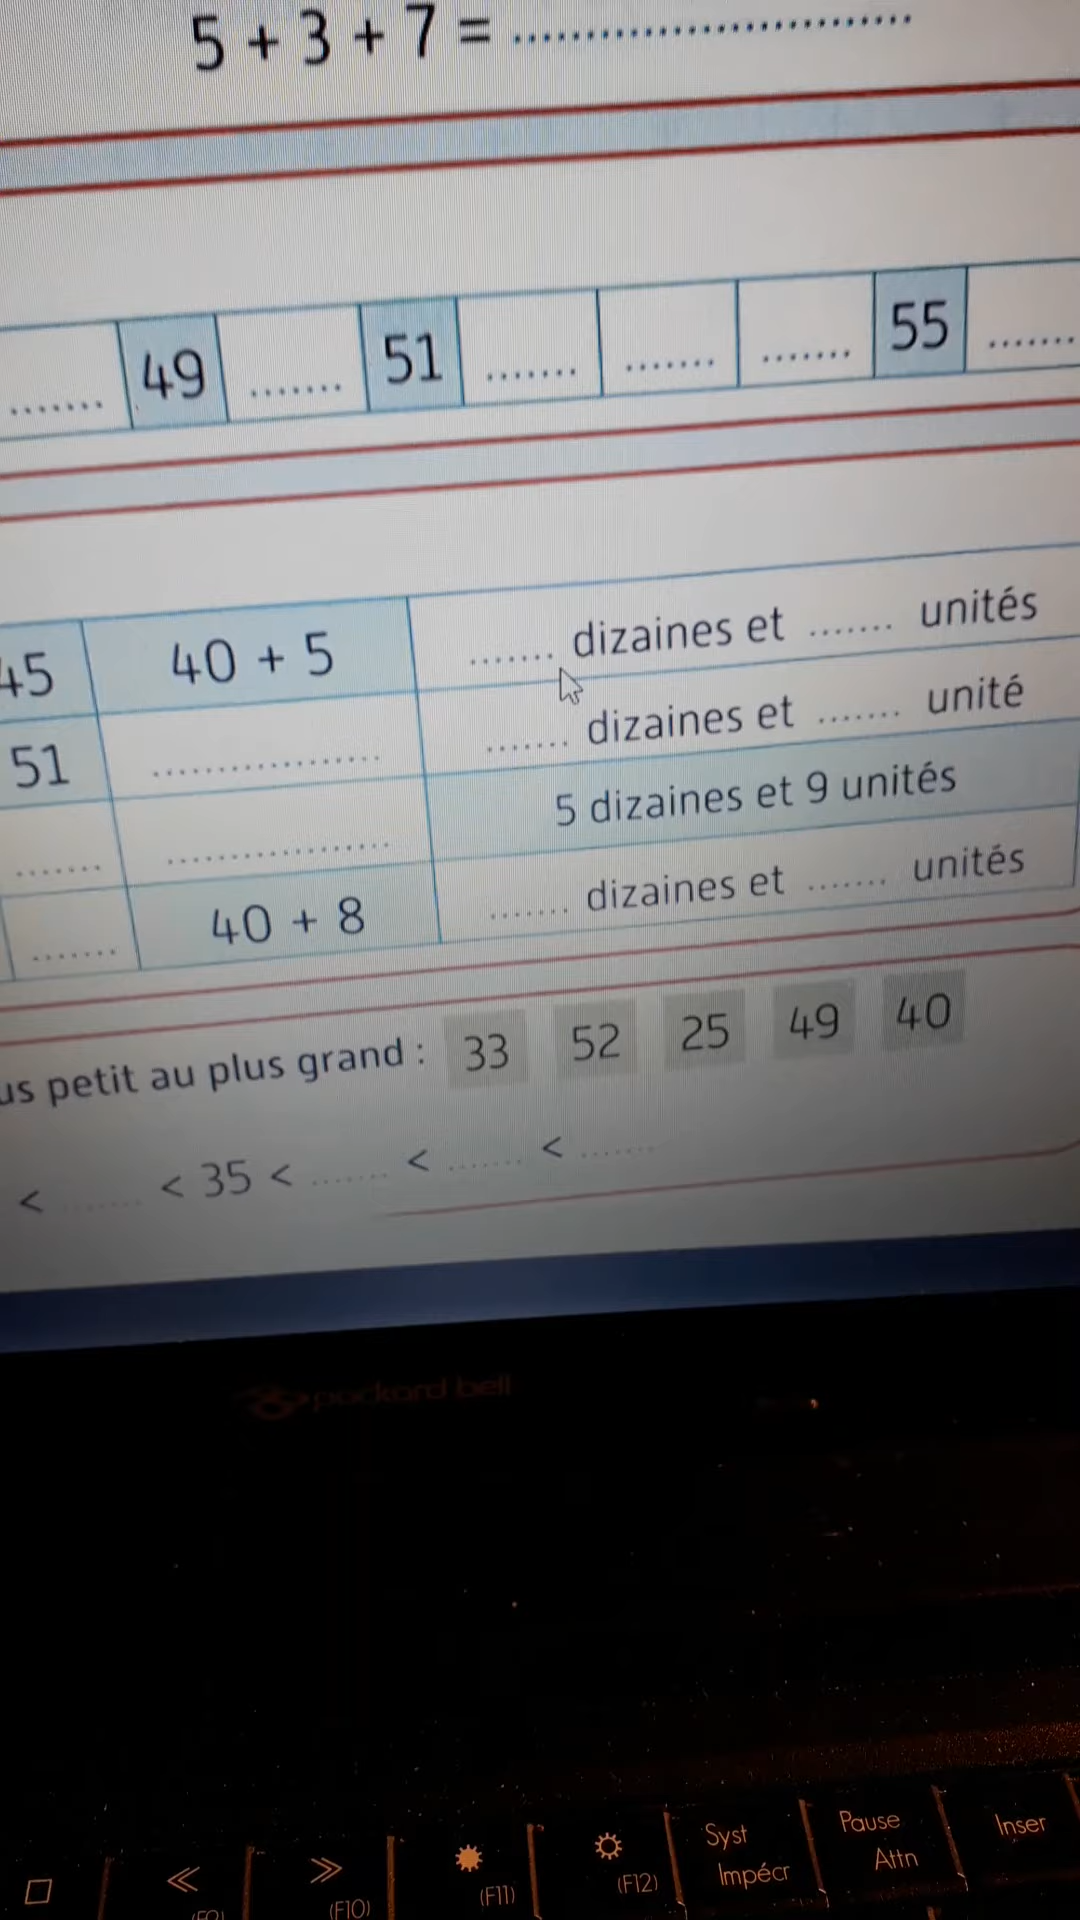 5 + 3 + 7 = ..............................
....... 49 ....... 51 ....... ....... ....... 55 .......
45 40 + 5 ....... dizaines et ....... unités
51 .................. ....... dizaines et ....... unité
....... .................. 5 dizaines et 9 unités
....... 40 + 8 ....... dizaines et ....... unités
petit au plus grand : 33 52 25 49 40
< ....... < 35 < ....... < ....... < .......
packard bell
Syst Pause Inser
Impécr Attn
(F10) (F11) (F12)